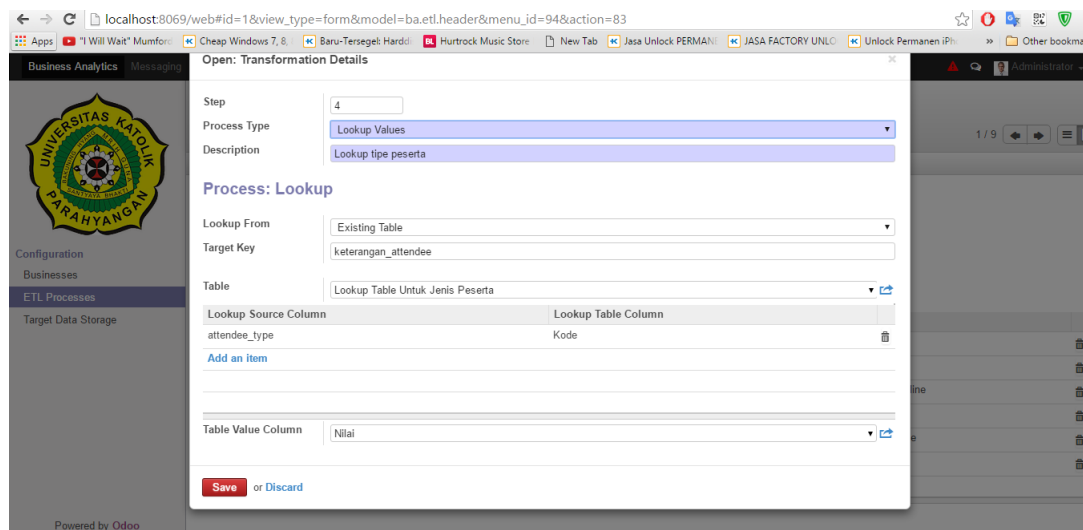 localhost:8069/web#id=1&view_type=form&model=ba.etl.header&menu_id=94&action=83
Apps "I Will Wait" Mumford Cheap Windows 7, 8, Baru-Tersegel: Harddi Hurtrock Music Store New Tab Jasa Unlock PERMANE JASA FACTORY UNLO Unlock Permanen iPh » Other bookma
Business Analytics Messaging Open: Transformation Details × Administrator
UNIVERSITAS KATOLIK
PARAHYANGAN
Step 4
Process Type Lookup Values
1 / 9
Description Lookup tipe peserta
Process: Lookup
Lookup From Existing Table
Target Key keterangan_attendee
Configuration
Businesses
ETL Processes
Target Data Storage
Table Lookup Table Untuk Jenis Peserta
Lookup Source Column Lookup Table Column
attendee_type Kode
Add an item
line
Table Value Column Nilai
e
Save or Discard
Powered by Odoo